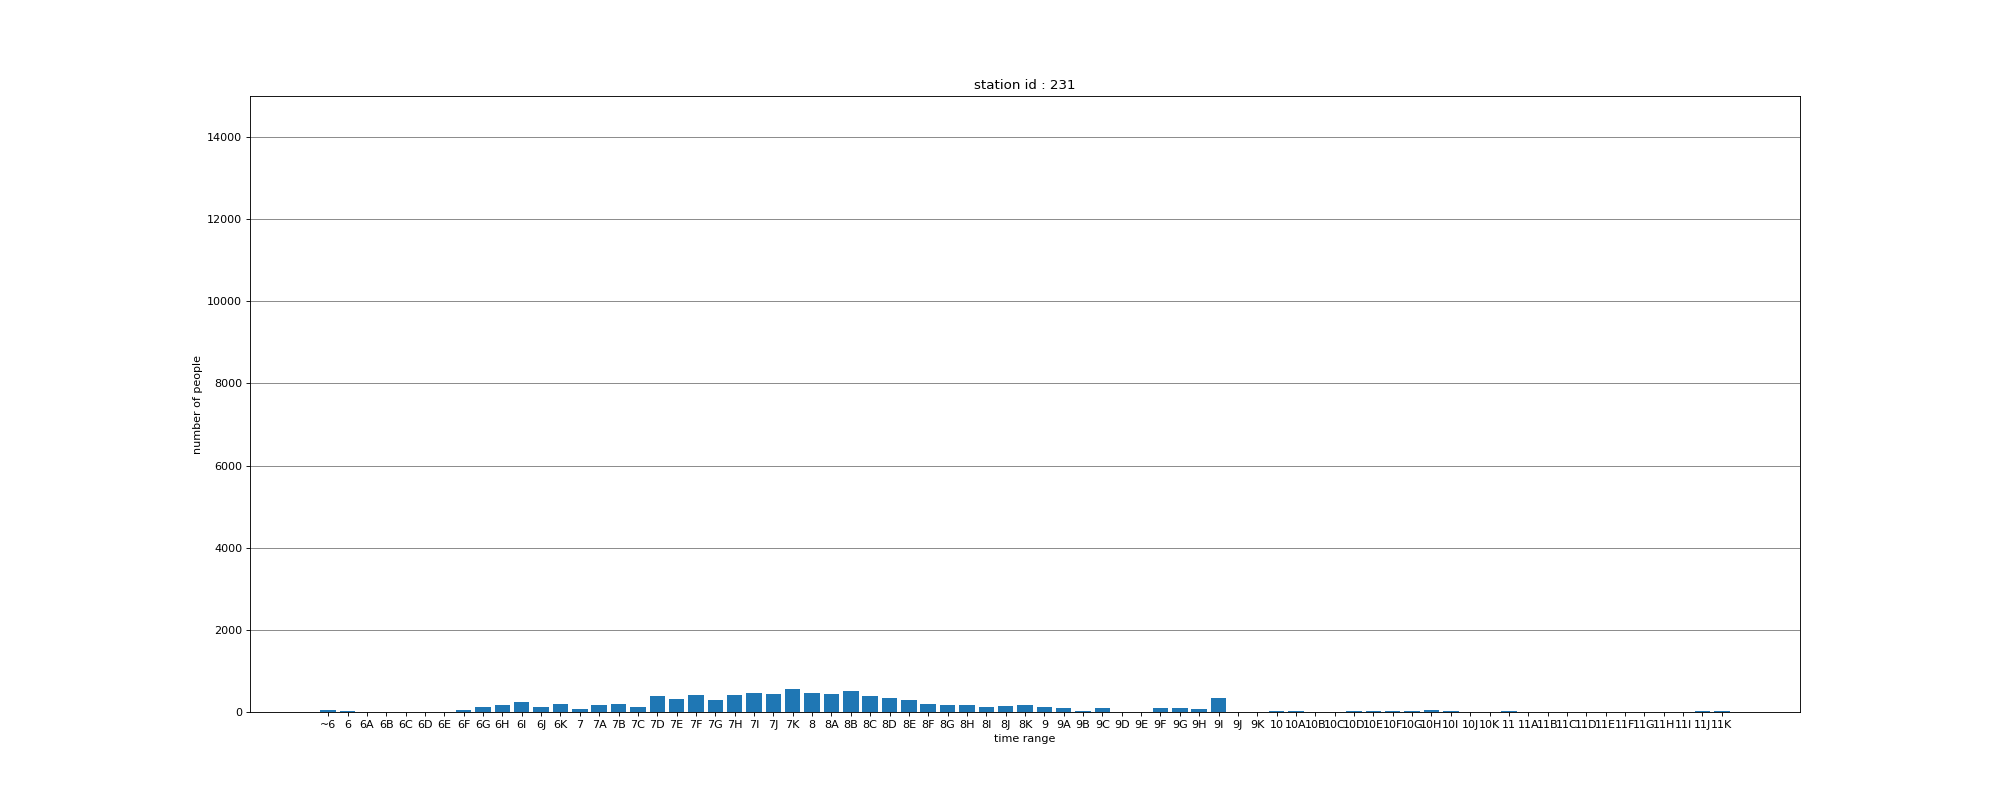 station id : 231
14000
12000
10000
8000
6000
4000
2000
0
number of people
~6 6 6A 6B 6C 6D 6E 6F 6G 6H 6I 6J 6K 7 7A 7B 7C 7D 7E 7F 7G 7H 7I 7J 7K 8 8A 8B 8C 8D 8E 8F 8G 8H 8I 8J 8K 9 9A 9B 9C 9D 9E 9F 9G 9H 9I 9J 9K 10 10A 10B 10C 10D 10E 10F 10G 10H 10I 10J 10K 11 11A 11B 11C 11D 11E 11F 11G 11H 11I 11J 11K
time range